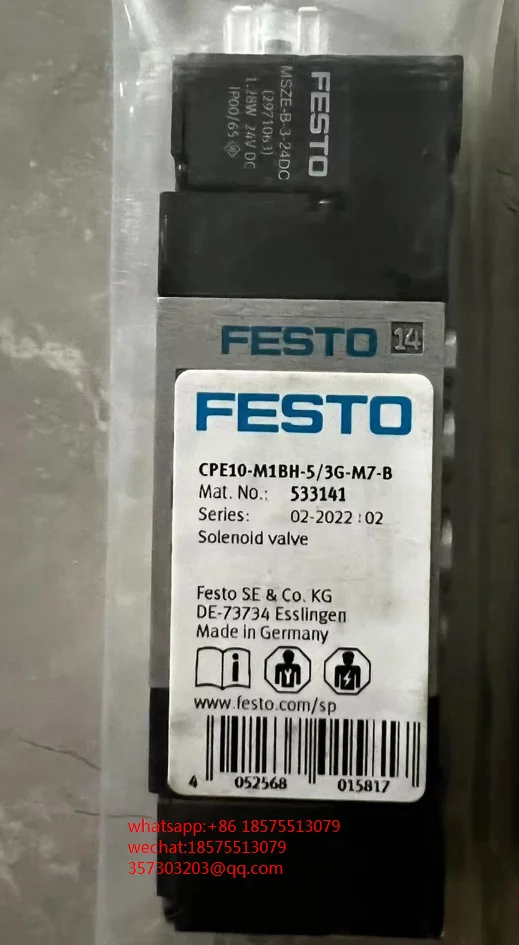 FESTO
MSZE-B-3-24DC
(2971063)
1.28W 24V DC
IP00/65
FESTO 14
FESTO
CPE10-M1BH-5/3G-M7-B
Mat. No.: 533141
Series: 02-2022 : 02
Solenoid valve
Festo SE & Co. KG
DE-73734 Esslingen
Made in Germany
www.festo.com/sp
4 052568 015817
whatsapp:+86 18575513079
wechat:18575513079
357303203@qq.com